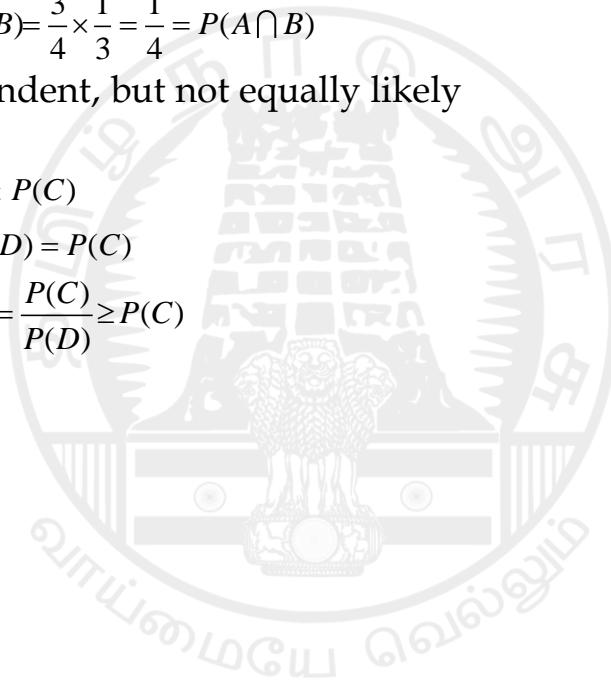 B)= 3/4 × 1/3 = 1/4 = P(A⋂B)
ndent, but not equally likely
P(C)
D) = P(C)
= P(C)/P(D) ≥ P(C)
வாய்மையே வெல்லும்